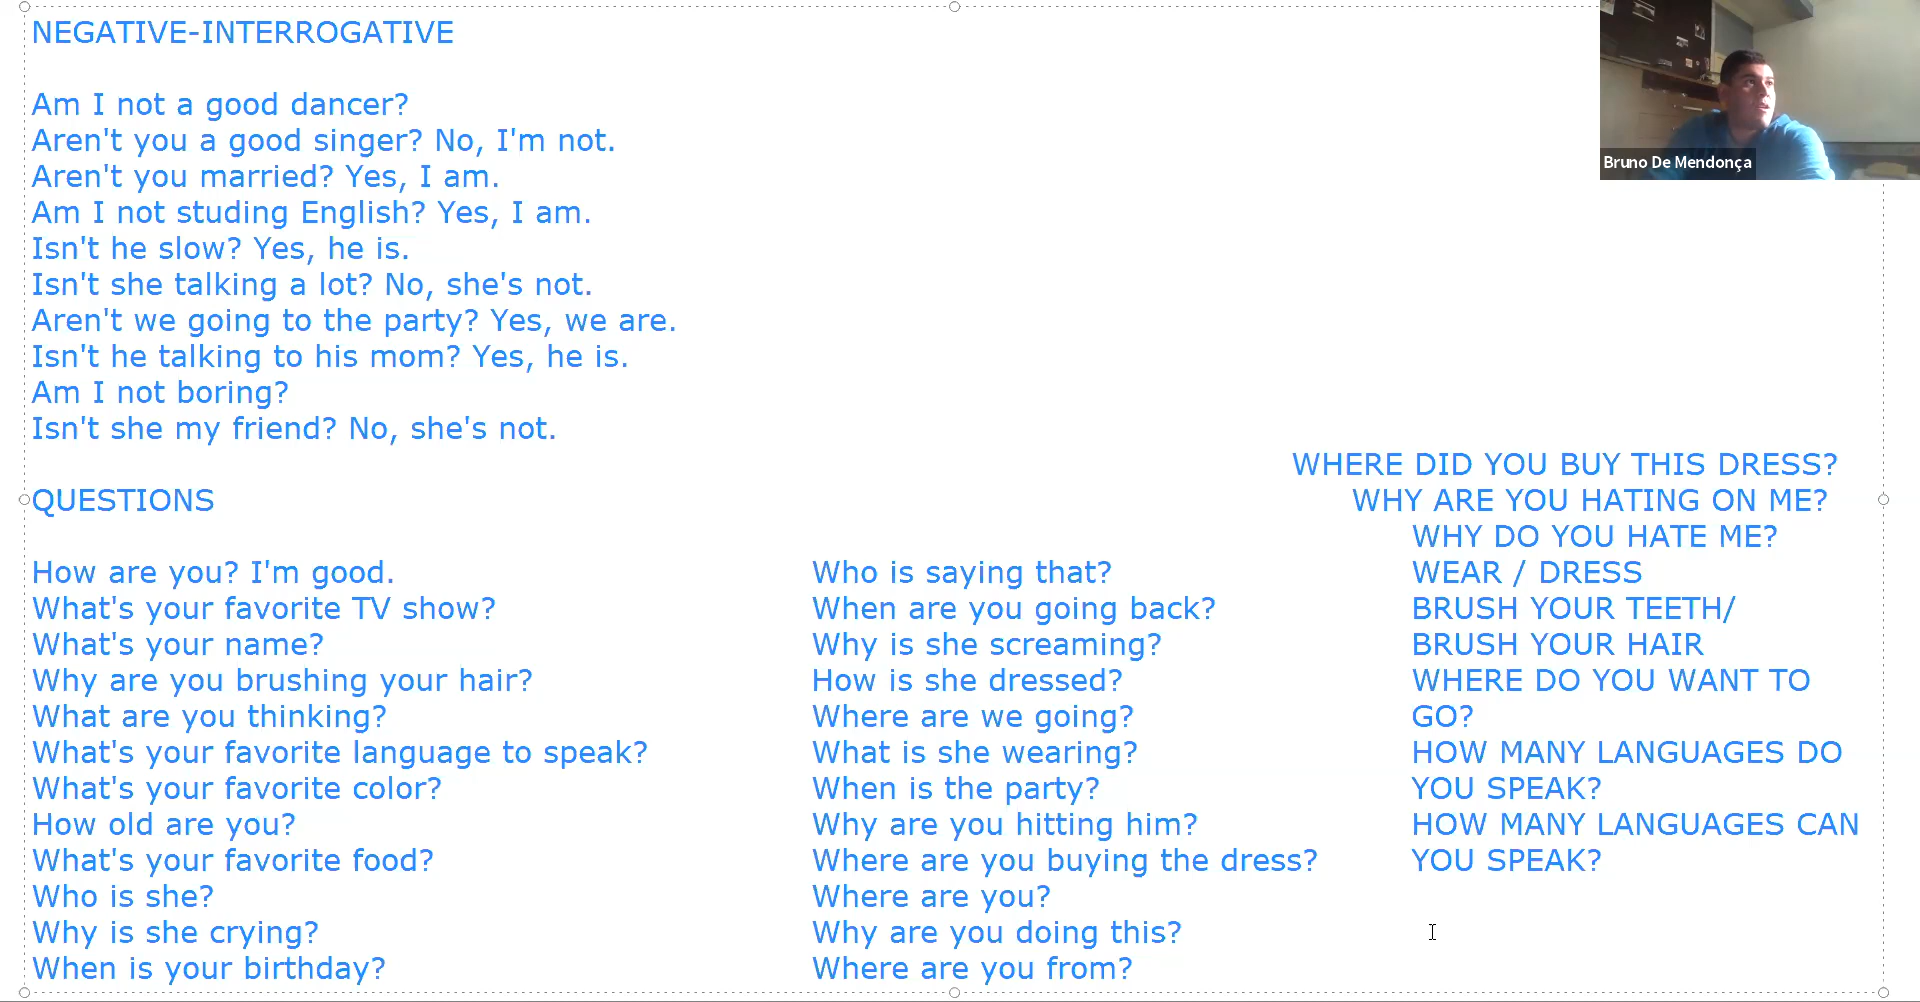 NEGATIVE-INTERROGATIVE
Am I not a good dancer?
Aren't you a good singer? No, I'm not.
Aren't you married? Yes, I am.
Am I not studing English? Yes, I am.
Isn't he slow? Yes, he is.
Isn't she talking a lot? No, she's not.
Aren't we going to the party? Yes, we are.
Isn't he talking to his mom? Yes, he is.
Am I not boring?
Isn't she my friend? No, she's not.
QUESTIONS
How are you? I'm good.
What's your favorite TV show?
What's your name?
Why are you brushing your hair?
What are you thinking?
What's your favorite language to speak?
What's your favorite color?
How old are you?
What's your favorite food?
Who is she?
Why is she crying?
When is your birthday?
Who is saying that?
When are you going back?
Why is she screaming?
How is she dressed?
Where are we going?
What is she wearing?
When is the party?
Why are you hitting him?
Where are you buying the dress?
Where are you?
Why are you doing this?
Where are you from?
WHERE DID YOU BUY THIS DRESS?
WHY ARE YOU HATING ON ME?
WHY DO YOU HATE ME?
WEAR / DRESS
BRUSH YOUR TEETH/
BRUSH YOUR HAIR
WHERE DO YOU WANT TO
GO?
HOW MANY LANGUAGES DO
YOU SPEAK?
HOW MANY LANGUAGES CAN
YOU SPEAK?
Bruno De Mendonça